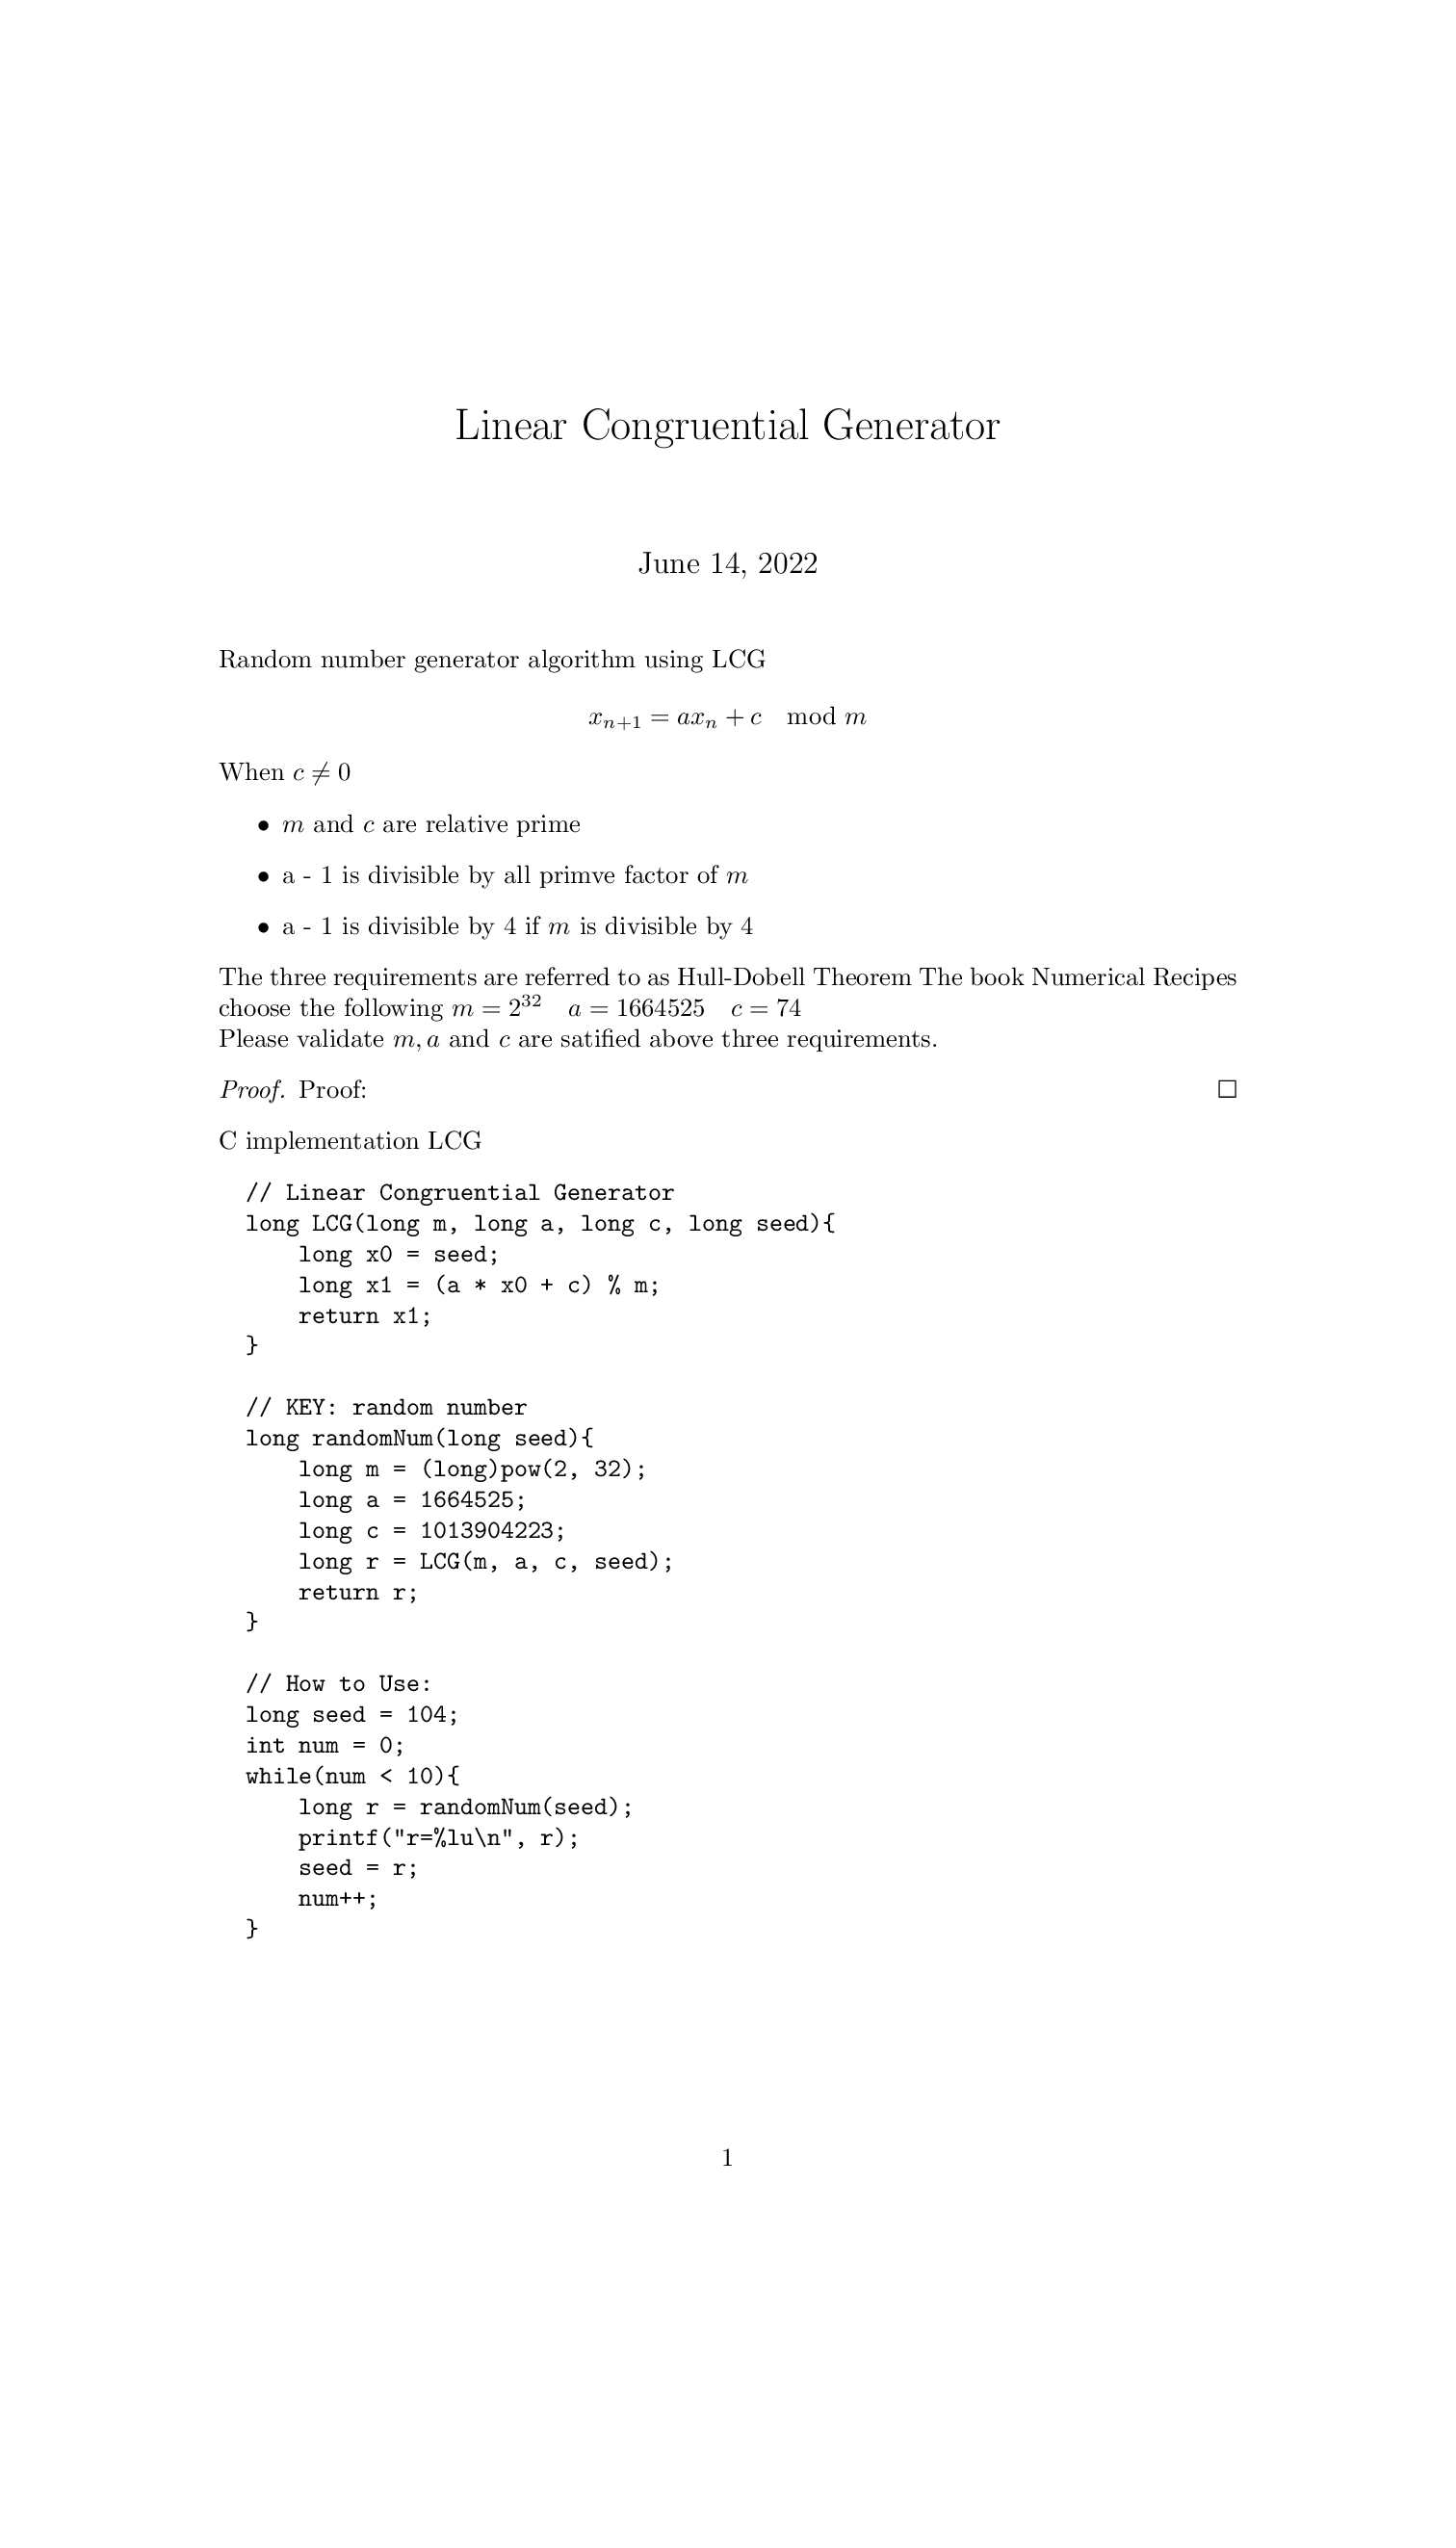 Linear Congruential Generator
June 14, 2022
Random number generator algorithm using LCG
xₙ₊₁ = axₙ + c mod m
When c ≠ 0
• m and c are relative prime
• a - 1 is divisible by all primve factor of m
• a - 1 is divisible by 4 if m is divisible by 4
The three requirements are referred to as Hull-Dobell Theorem The book Numerical Recipes
choose the following m = 2³² a = 1664525 c = 74
Please validate m, a and c are satified above three requirements.
Proof. Proof: □
C implementation LCG
// Linear Congruential Generator
long LCG(long m, long a, long c, long seed){
    long x0 = seed;
    long x1 = (a * x0 + c) % m;
    return x1;
}
// KEY: random number
long randomNum(long seed){
    long m = (long)pow(2, 32);
    long a = 1664525;
    long c = 1013904223;
    long r = LCG(m, a, c, seed);
    return r;
}
// How to Use:
long seed = 104;
int num = 0;
while(num < 10){
    long r = randomNum(seed);
    printf("r=%lu\n", r);
    seed = r;
    num++;
}
1